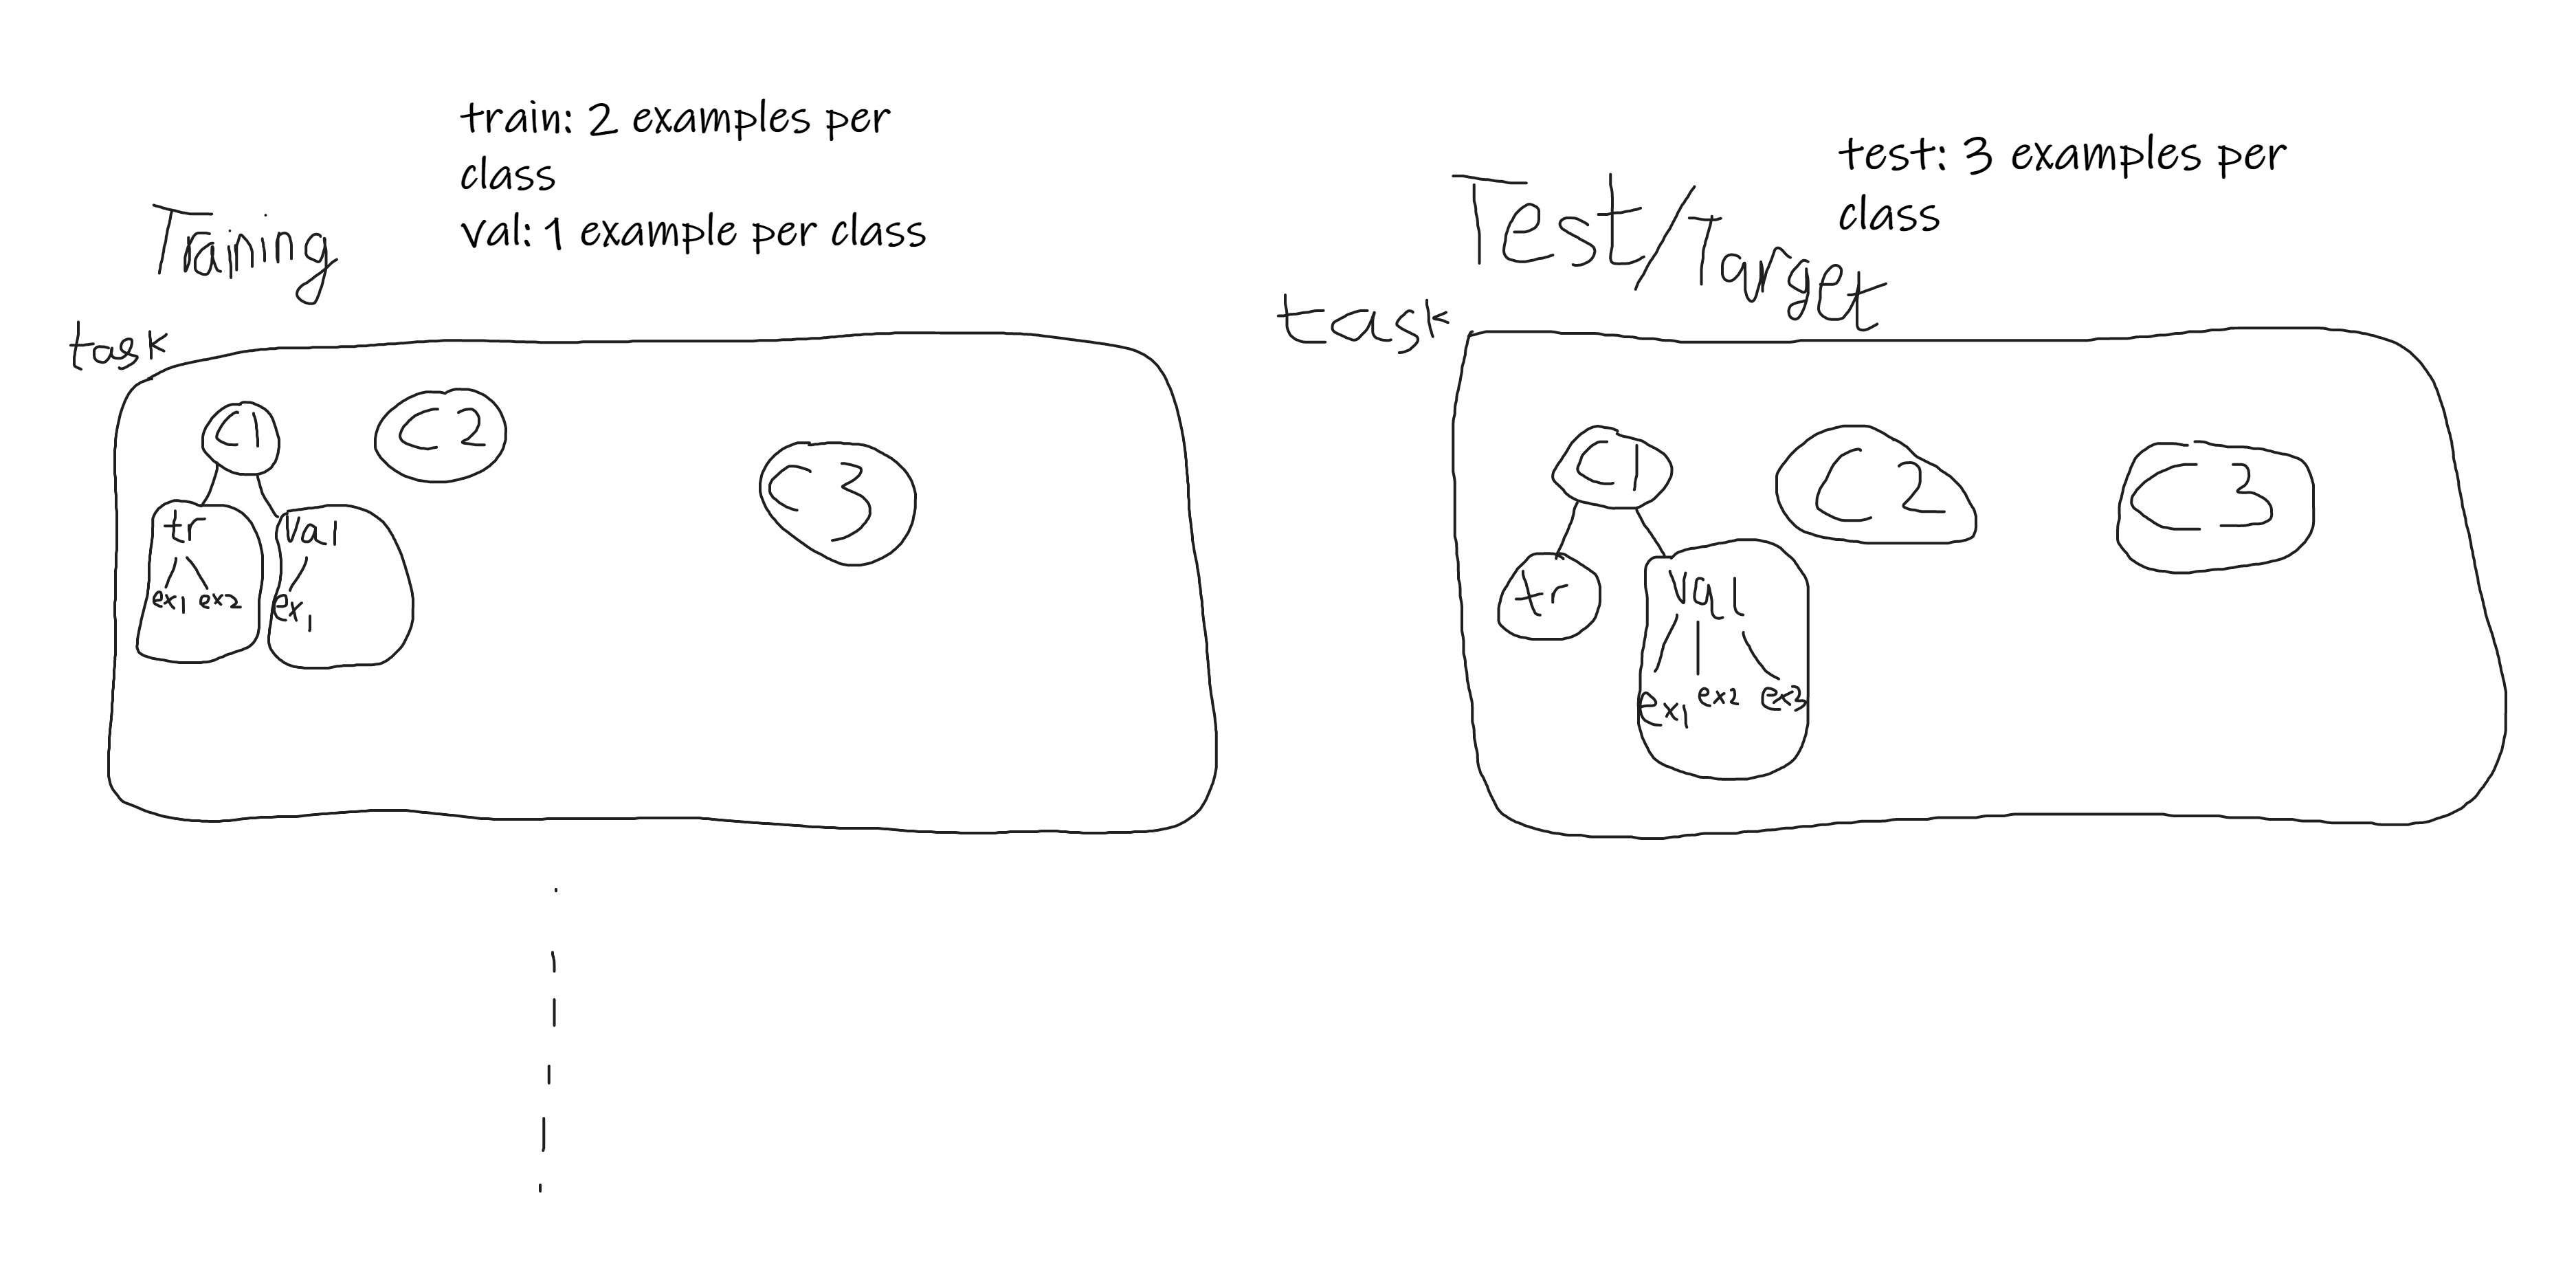 train: 2 examples per
class
val: 1 example per class
Training
task
C1
C2
C3
tr
val
ex1 ex2
ex1
test: 3 examples per
class
Test/Target
task
C1
C2
C3
tr
val
ex1 ex2 ex3